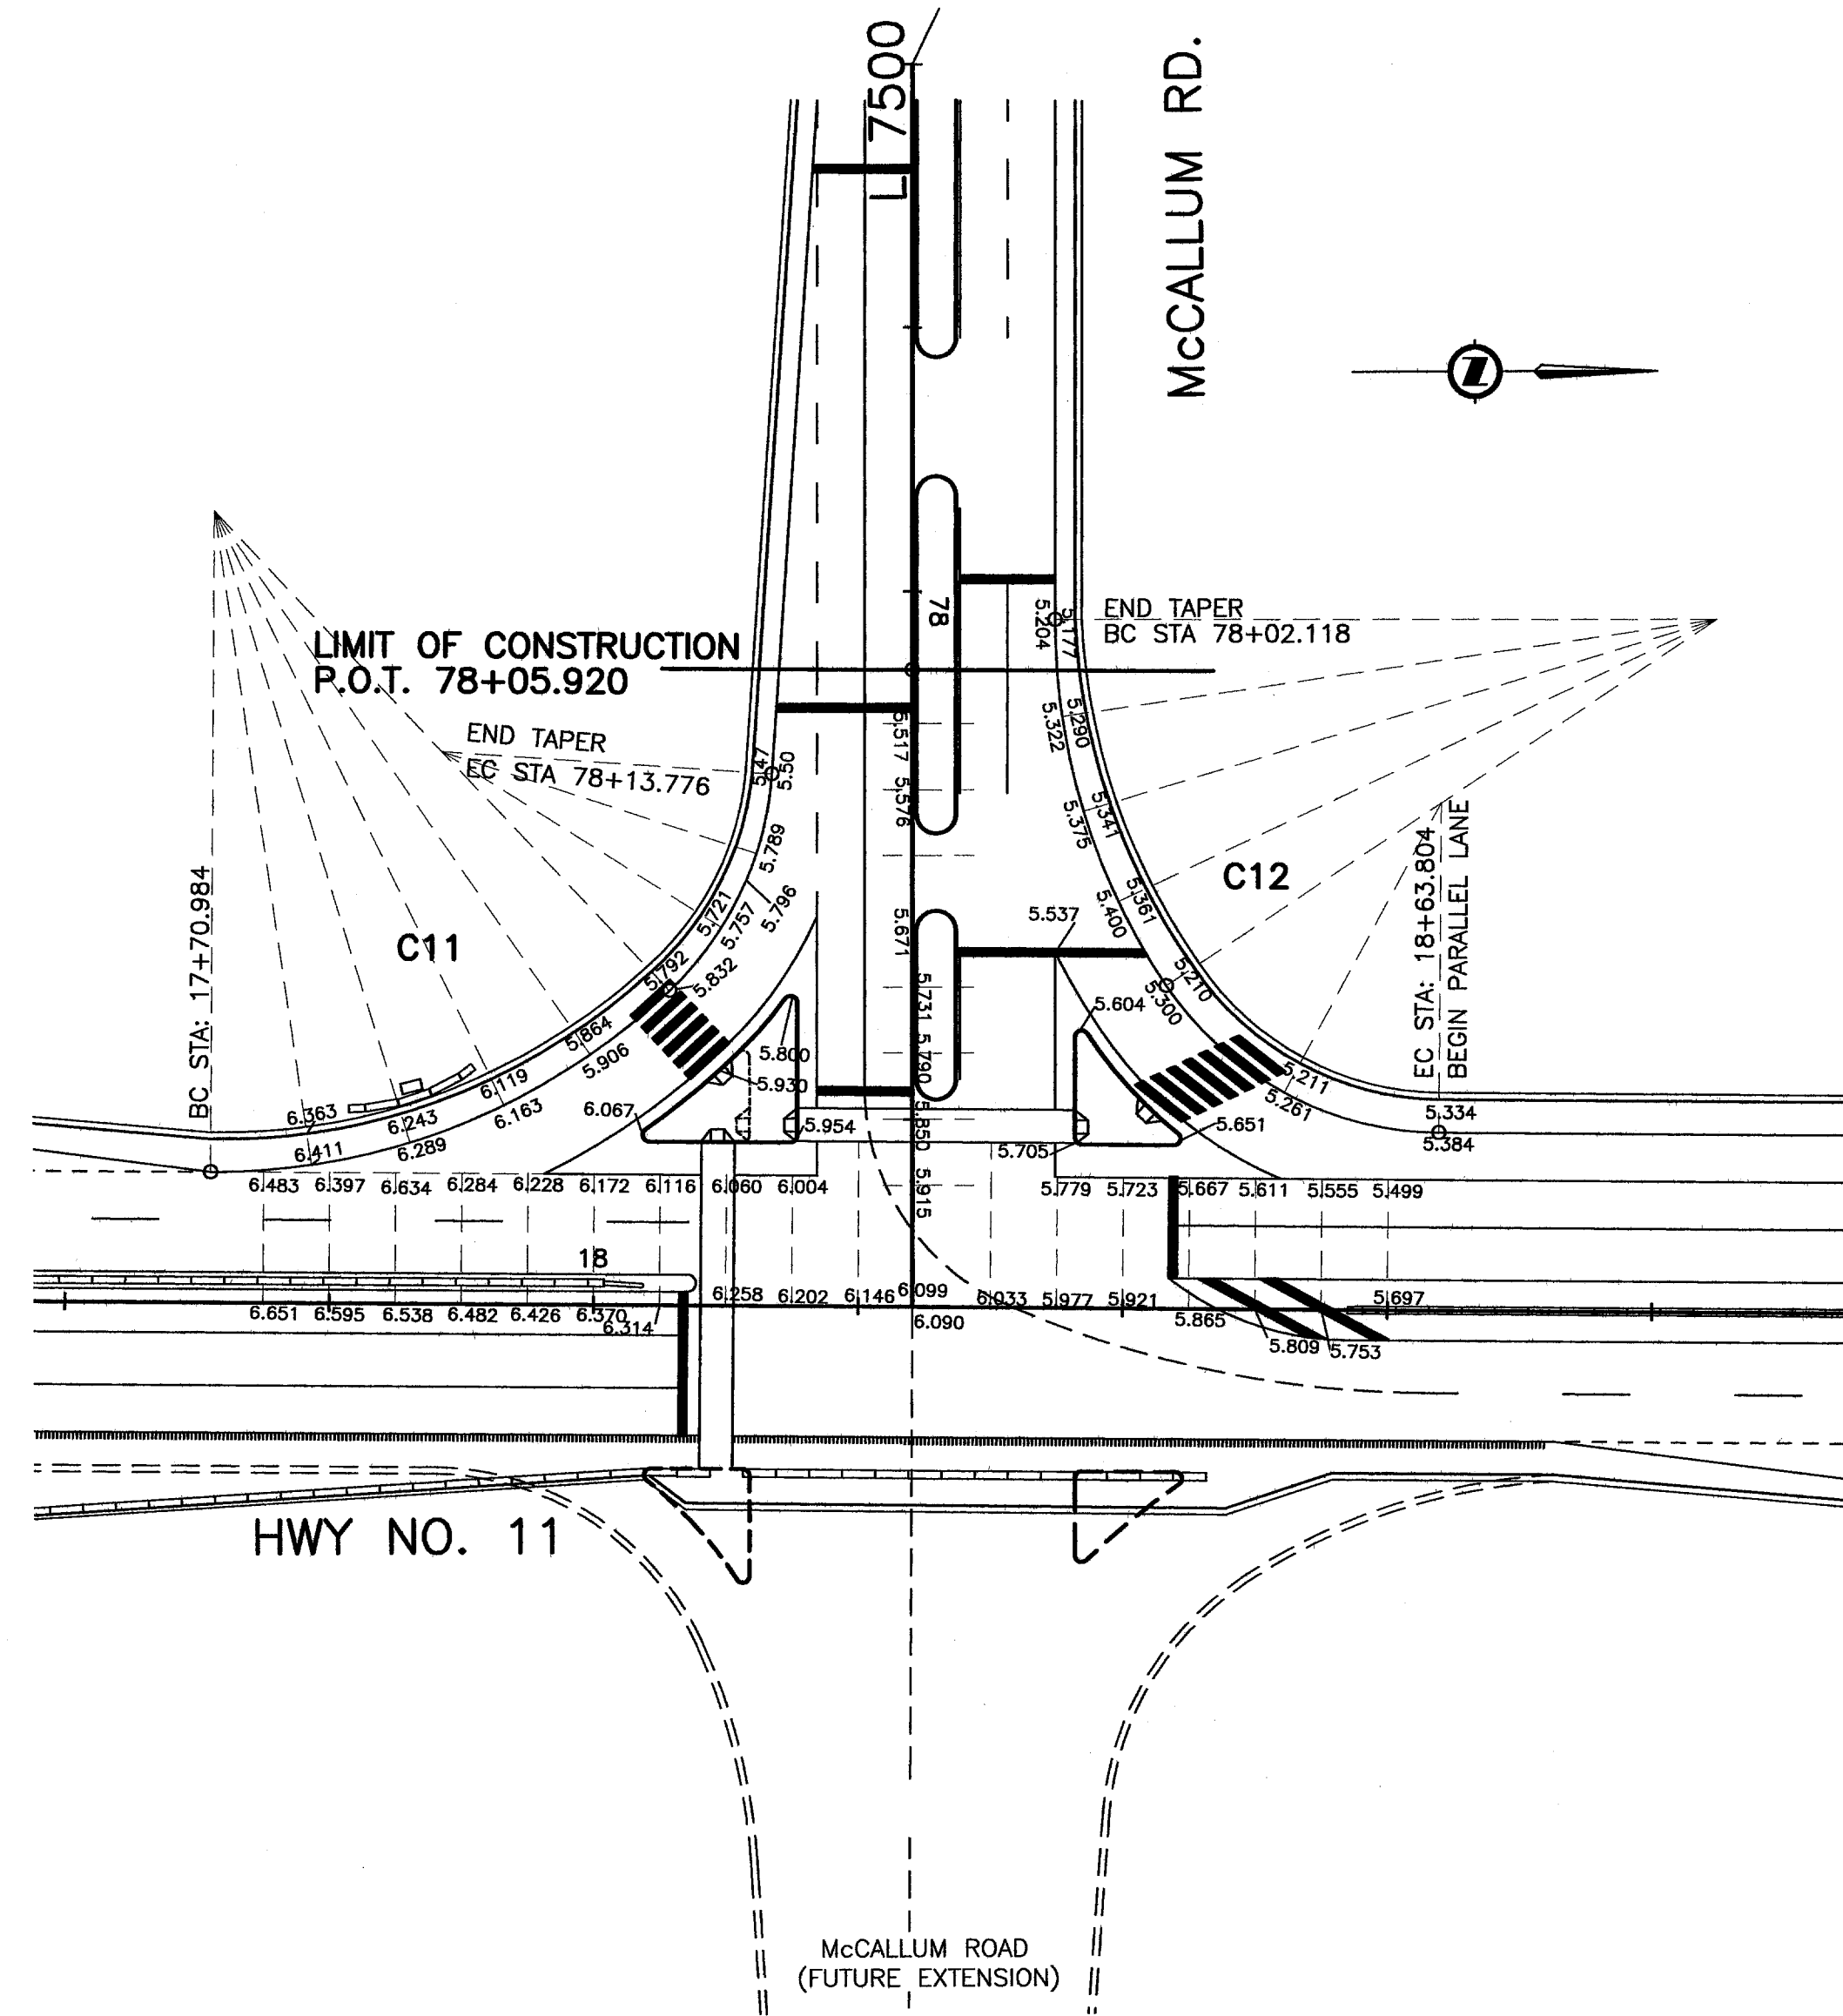 L 7500
McCALLUM RD.
Z
78
END TAPER
BC STA 78+02.118
5.204
5.177
LIMIT OF CONSTRUCTION
P.O.T. 78+05.920
END TAPER
EC STA 78+13.776
5.47
5.50
5.517
5.576
5.322
5.290
5.375
5.341
5.400
5.361
C12
5.789
5.796
5.721
5.757
5.671
5.537
C11
BC STA: 17+70.984
EC STA: 18+63.804
BEGIN PARALLEL LANE
5.792
5.832
5.210
5.300
5.731
5.604
5.864
5.906
5.800
5.790
5.930
6.119
6.163
6.067
5.211
5.261
6.363
6.243
5.954
5.850
5.651
5.334
5.384
6.411
6.289
5.705
6.483 6.397 6.634 6.284 6.228 6.172 6.116 6.060 6.004
5.915
5.779 5.723 5.667 5.611 5.555 5.499
18
6.651 6.595 6.538 6.482 6.426 6.370 6.314 6.258 6.202 6.146 6.099 6.033 5.977 5.921 5.865 5.809 5.753 5.697
6.090
HWY NO. 11
McCALLUM ROAD
(FUTURE EXTENSION)